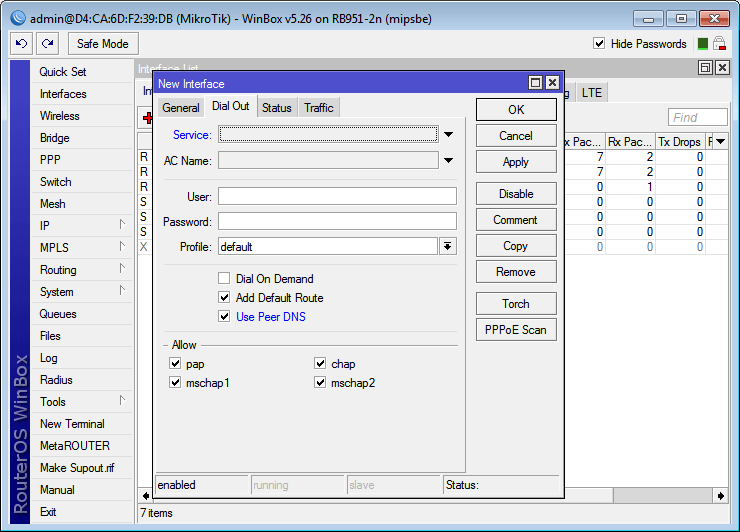 admin@D4:CA:6D:F2:39:DB (MikroTik) - WinBox v5.26 on RB951-2n (mipsbe)
Safe Mode
Hide Passwords
RouterOS WinBox
Quick Set
Interfaces
Wireless
Bridge
PPP
Switch
Mesh
IP
MPLS
Routing
System
Queues
Files
Log
Radius
Tools
New Terminal
MetaROUTER
Make Supout.rif
Manual
Exit
Interface List
LTE
Find
Rx Pac... Tx Drops
R 7 2 0
R 7 2 0
R 0 1 0
S 0 0 0
S 0 0 0
S 0 0 0
X 0 0 0
7 items
New Interface
General Dial Out Status Traffic
Service:
AC Name:
User:
Password:
Profile: default
Dial On Demand
Add Default Route
Use Peer DNS
Allow
pap chap
mschap1 mschap2
OK
Cancel
Apply
Disable
Comment
Copy
Remove
Torch
PPPoE Scan
enabled running slave Status: